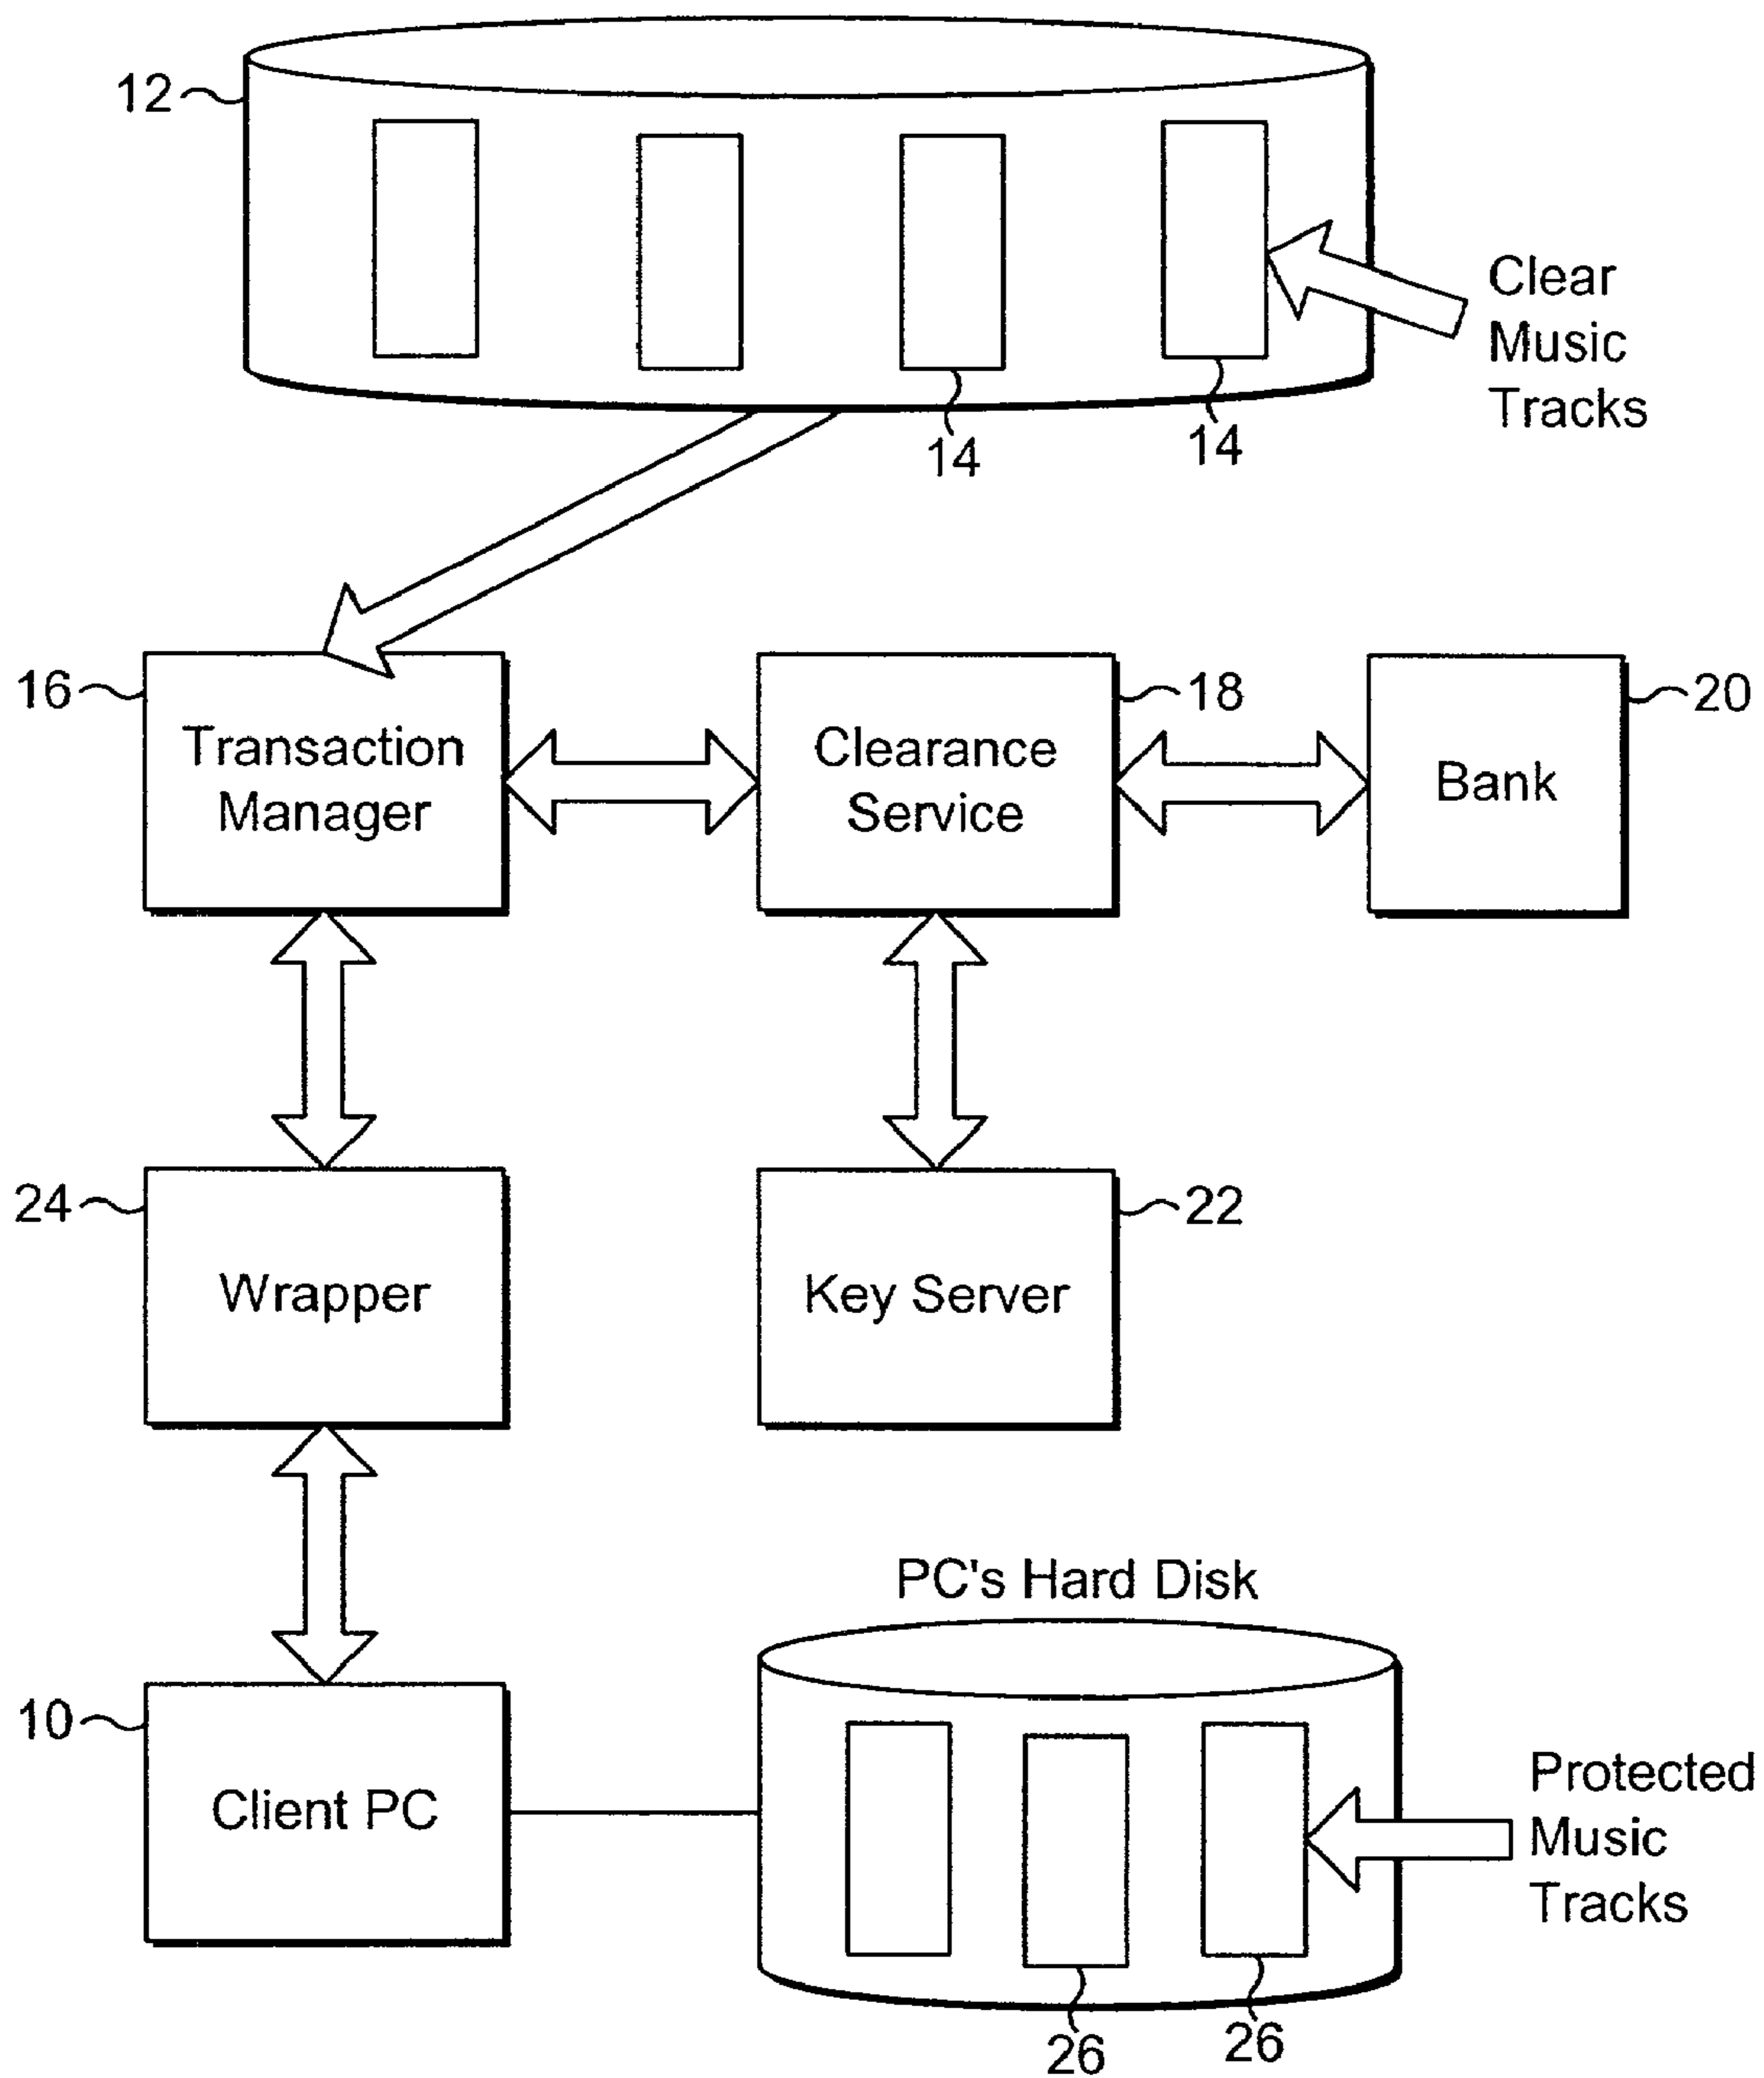 12
Clear
Music
Tracks
14
14
16
Transaction
Manager
18
Clearance
Service
20
Bank
24
Wrapper
22
Key Server
PC's Hard Disk
10
Client PC
Protected
Music
Tracks
26
26